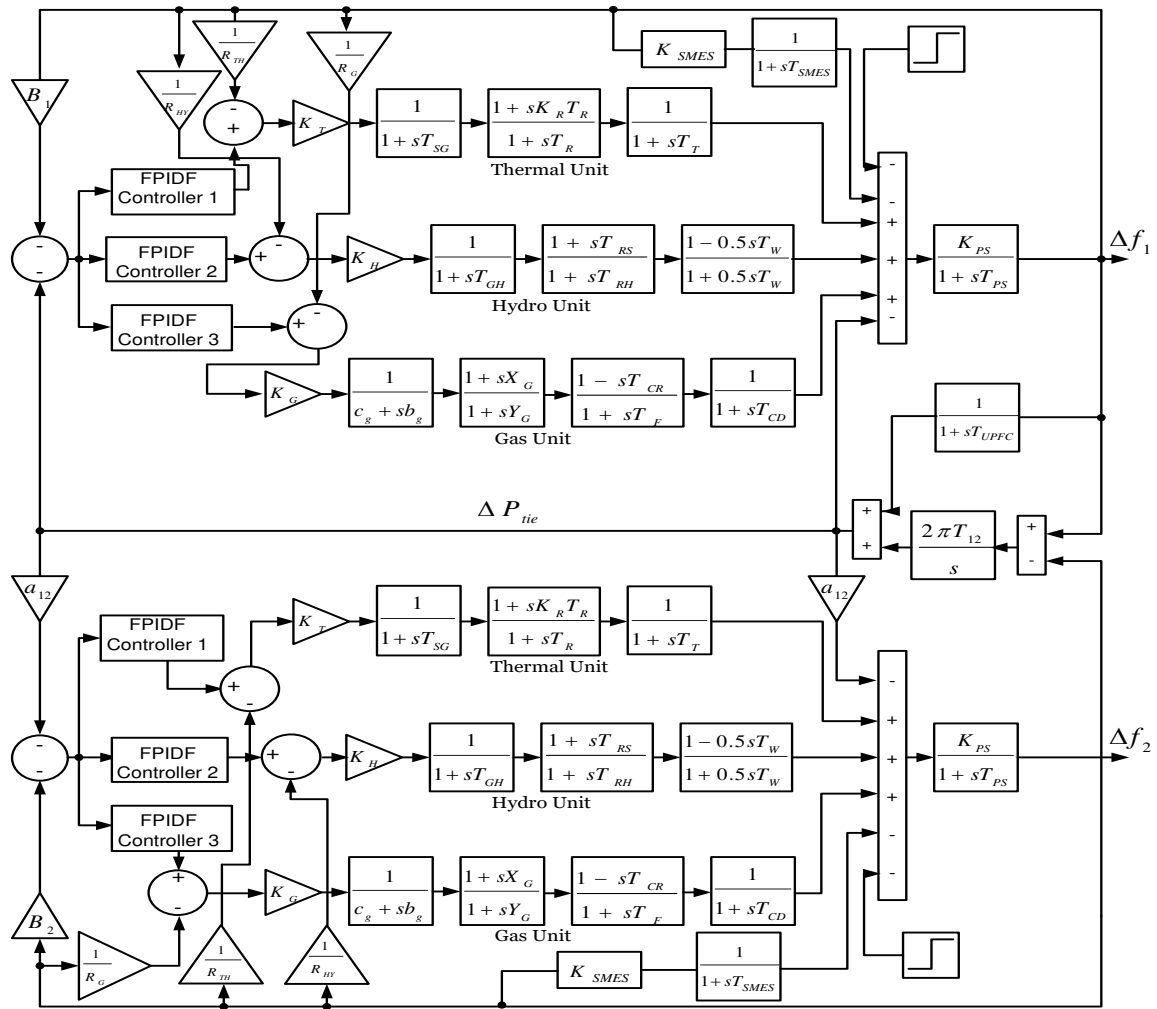 1 / R_TH
1 / R_G
1 / R_HY
B_1
K_SMES
1 / 1 + sT_SMES
-
+
K_T
1 / 1 + sT_SG
1 + sK_R T_R / 1 + sT_R
1 / 1 + sT_T
Thermal Unit
FPIDF
Controller 1
-
-
+
+
+
-
-
-
FPIDF
Controller 2
+
-
K_H
1 / 1 + sT_GH
1 + sT_RS / 1 + sT_RH
1 - 0.5sT_W / 1 + 0.5sT_W
Hydro Unit
K_PS / 1 + sT_PS
Δf_1
FPIDF
Controller 3
+
-
K_G
1 / c_g + sb_g
1 + sX_G / 1 + sY_G
1 - sT_CR / 1 + sT_F
1 / 1 + sT_CD
Gas Unit
1 / 1 + sT_UPFC
Δ P_tie
+
+
2πT_12 / s
+
-
a_12
a_12
FPIDF
Controller 1
+
-
K_T
1 / 1 + sT_SG
1 + sK_R T_R / 1 + sT_R
1 / 1 + sT_T
Thermal Unit
-
+
+
+
-
-
-
-
FPIDF
Controller 2
+
-
K_H
1 / 1 + sT_GH
1 + sT_RS / 1 + sT_RH
1 - 0.5sT_W / 1 + 0.5sT_W
Hydro Unit
K_PS / 1 + sT_PS
Δf_2
FPIDF
Controller 3
+
-
K_G
1 / c_g + sb_g
1 + sX_G / 1 + sY_G
1 - sT_CR / 1 + sT_F
1 / 1 + sT_CD
Gas Unit
B_2
1 / R_G
1 / R_TH
1 / R_HY
K_SMES
1 / 1 + sT_SMES